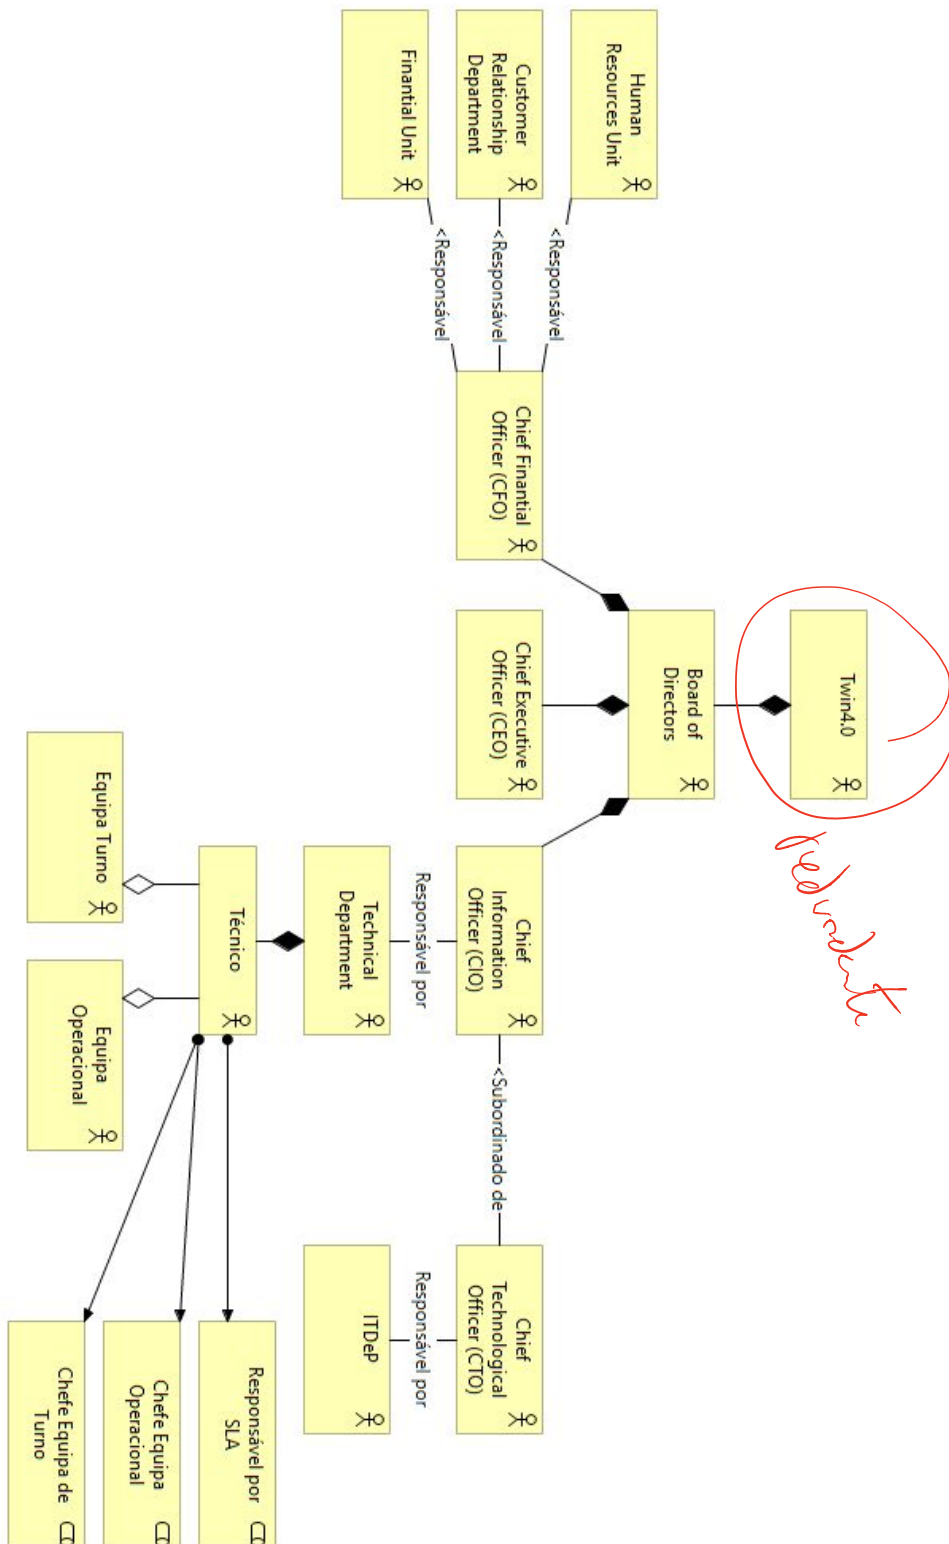 Twin4.0
redundante
Board of
Directors
Chief Finantial
Officer (CFO)
Chief Executive
Officer (CEO)
Chief
Information
Officer (CIO)
<Subordinado de
Chief
Technological
Officer (CTO)
<Responsável
<Responsável
<Responsável
Finantial Unit
Customer
Relationship
Department
Human
Resources Unit
Responsável por
Responsável por
Technical
Department
ITDeP
Técnico
Equipa Turno
Equipa
Operacional
Responsável por
SLA
Chefe Equipa
Operacional
Chefe Equipa de
Turno